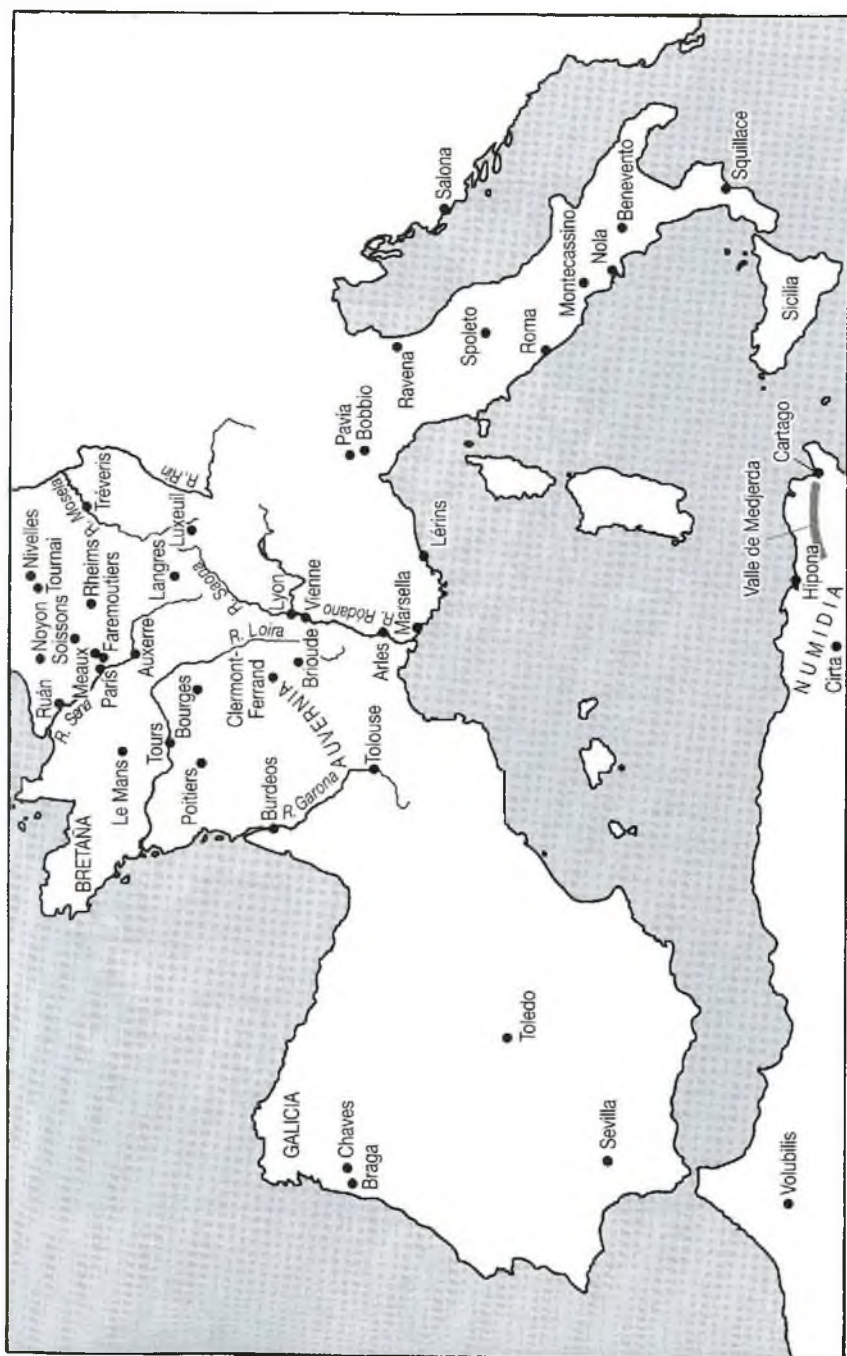 Ruán
R. Sena
Noyon
Nivelles
Soissons
Tournai
Meaux
Rheims
R. Mosela
Tréveris
Paris
Faremoutiers
R. Rin
BRETAÑA
Le Mans
Auxerre
Langres
Luxeuil
Tours
Bourges
R. Saona
Poitiers
R. Loira
Lyon
Vienne
Clermont-
Ferrand
Brioude
AUVERNIA
R. Ródano
Burdeos
R. Garona
Tolouse
Arles
Marsella
Lérins
Pavia
Bobbio
Ravena
Salona
Spoleto
Roma
Montecassino
Nola
Benevento
Squillace
Sicilia
GALICIA
Chaves
Braga
Toledo
Sevilla
Volubilis
Valle de Medjerda
Cartago
Hipona
NUMIDIA
Cirta